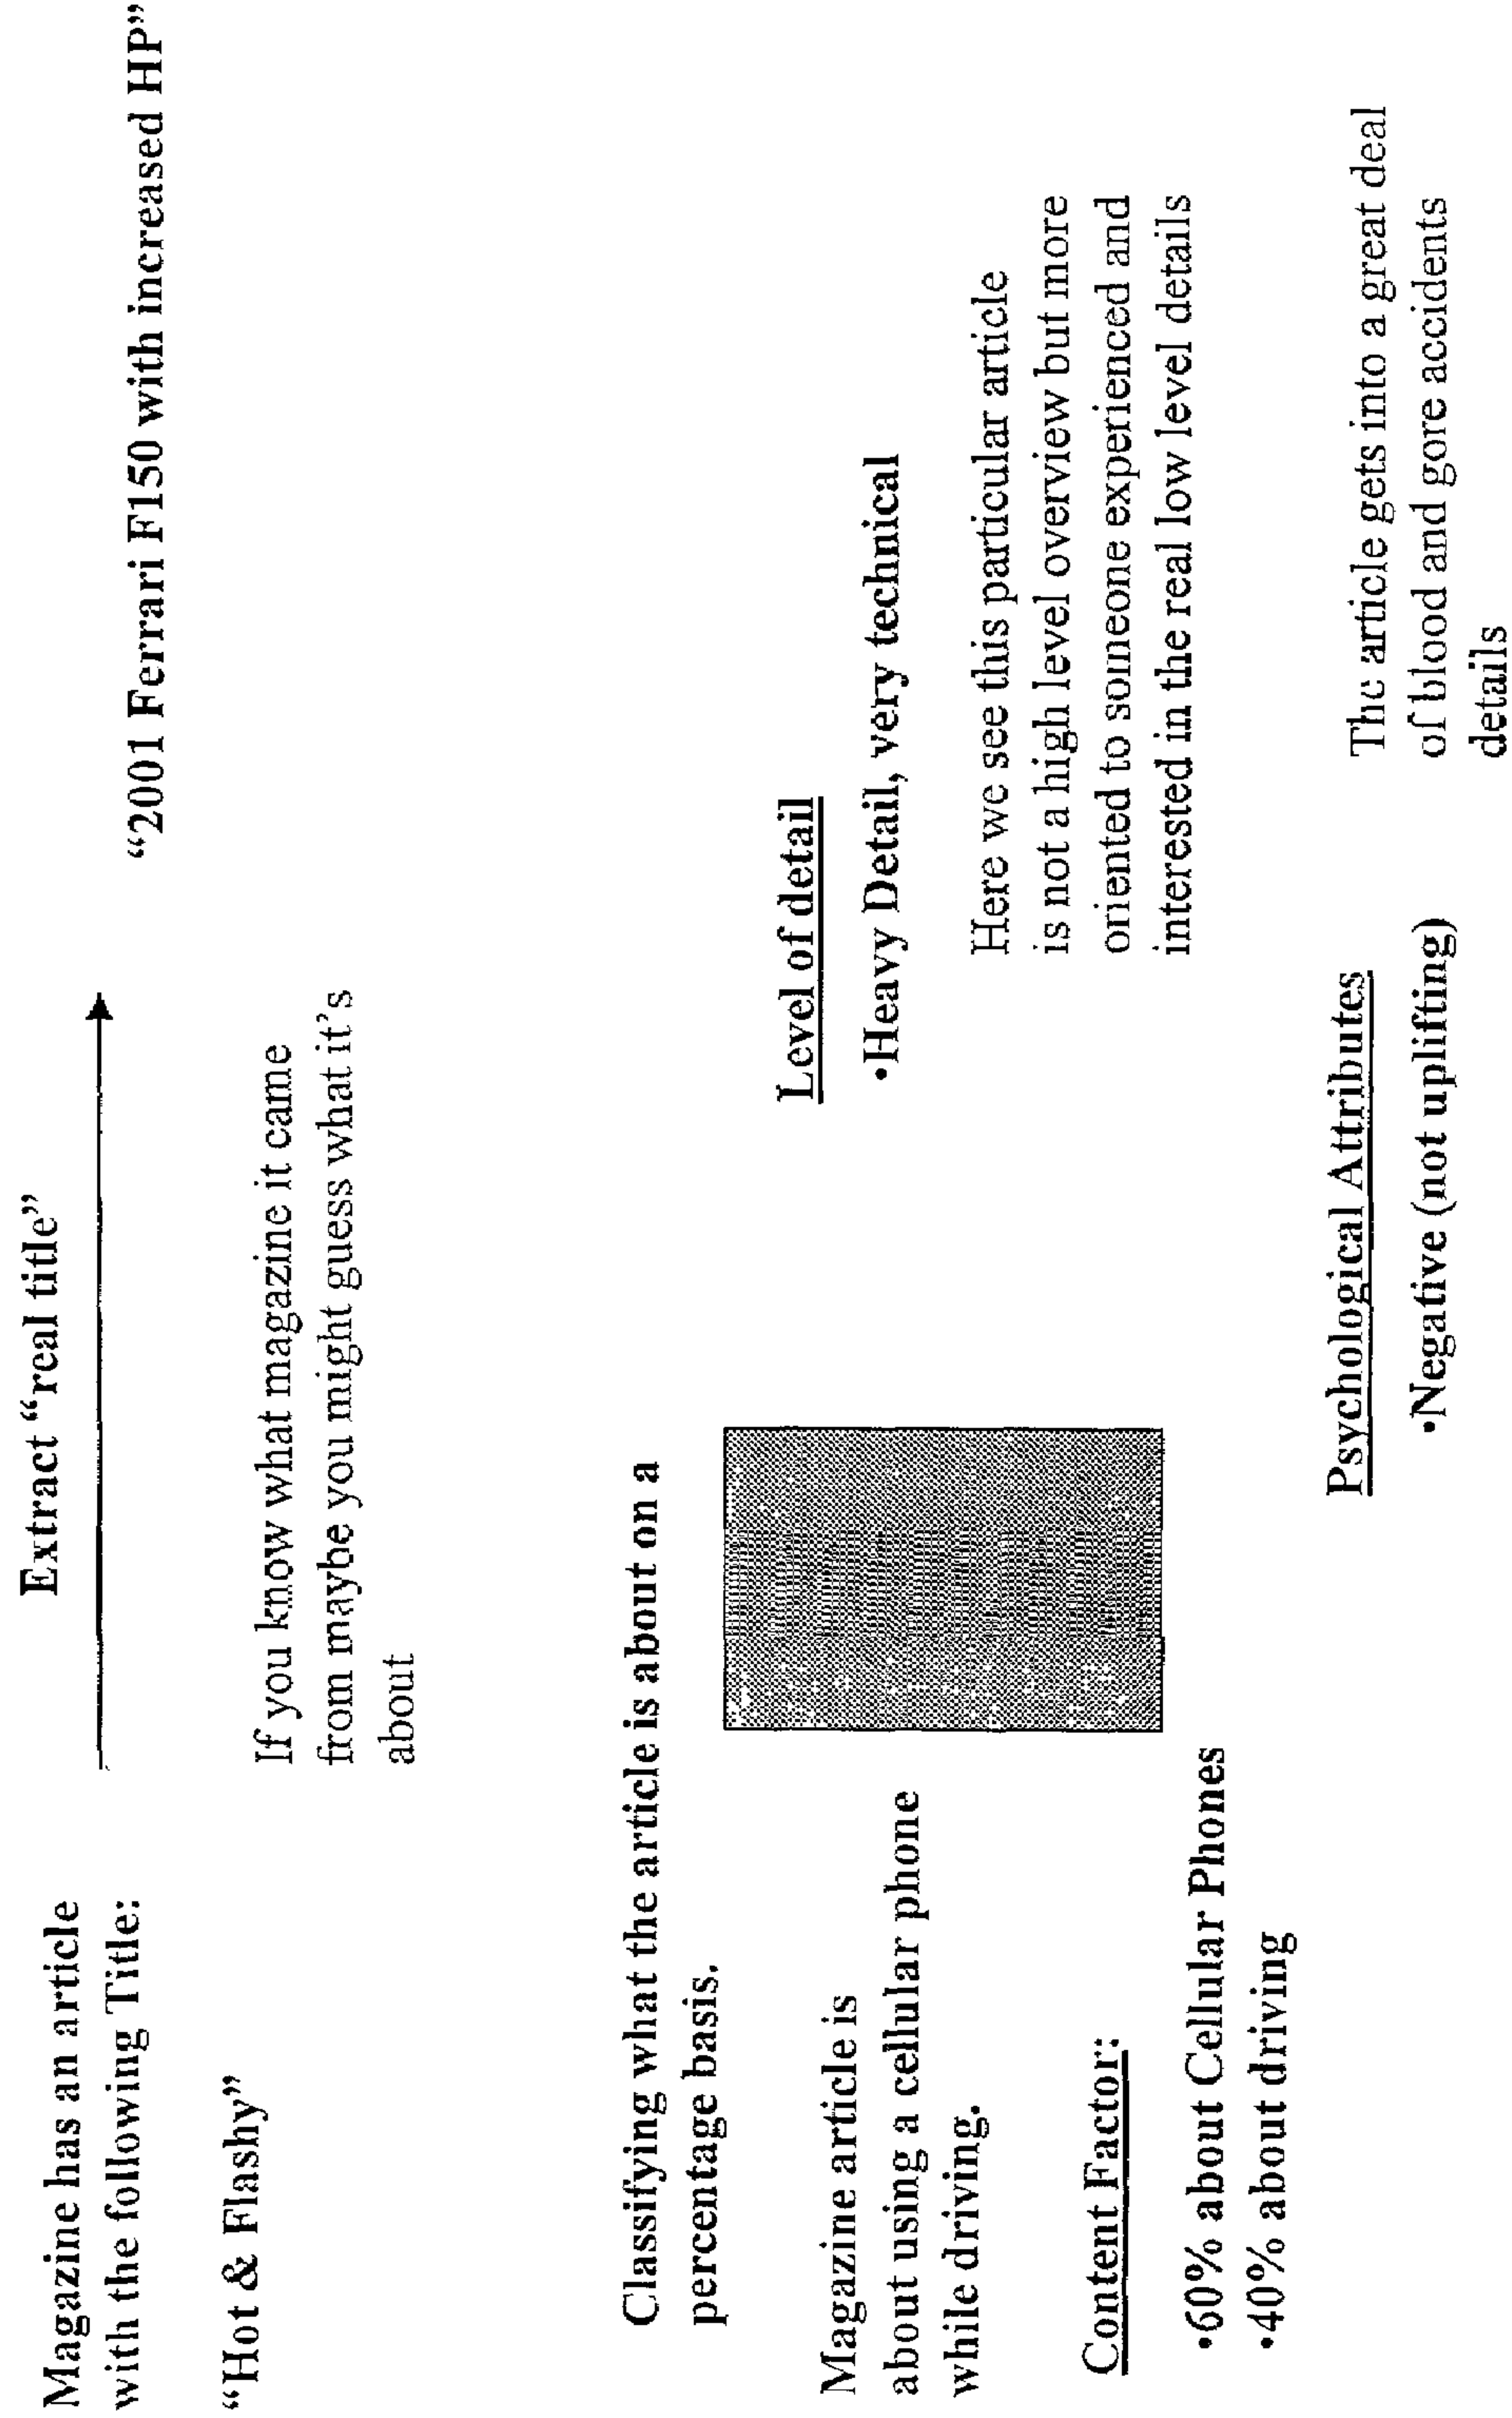 Magazine has an article
with the following Title:
“Hot & Flashy”
Extract “real title”
If you know what magazine it came
from maybe you might guess what it’s
about
“2001 Ferrari F150 with increased HP”
Classifying what the article is about on a
percentage basis.
Magazine article is
about using a cellular phone
while driving.
Content Factor:
•60% about Cellular Phones
•40% about driving
Level of detail
•Heavy Detail, very technical
Here we see this particular article
is not a high level overview but more
oriented to someone experienced and
interested in the real low level details
Psychological Attributes
•Negative (not uplifting)
The article gets into a great deal
of blood and gore accidents
details